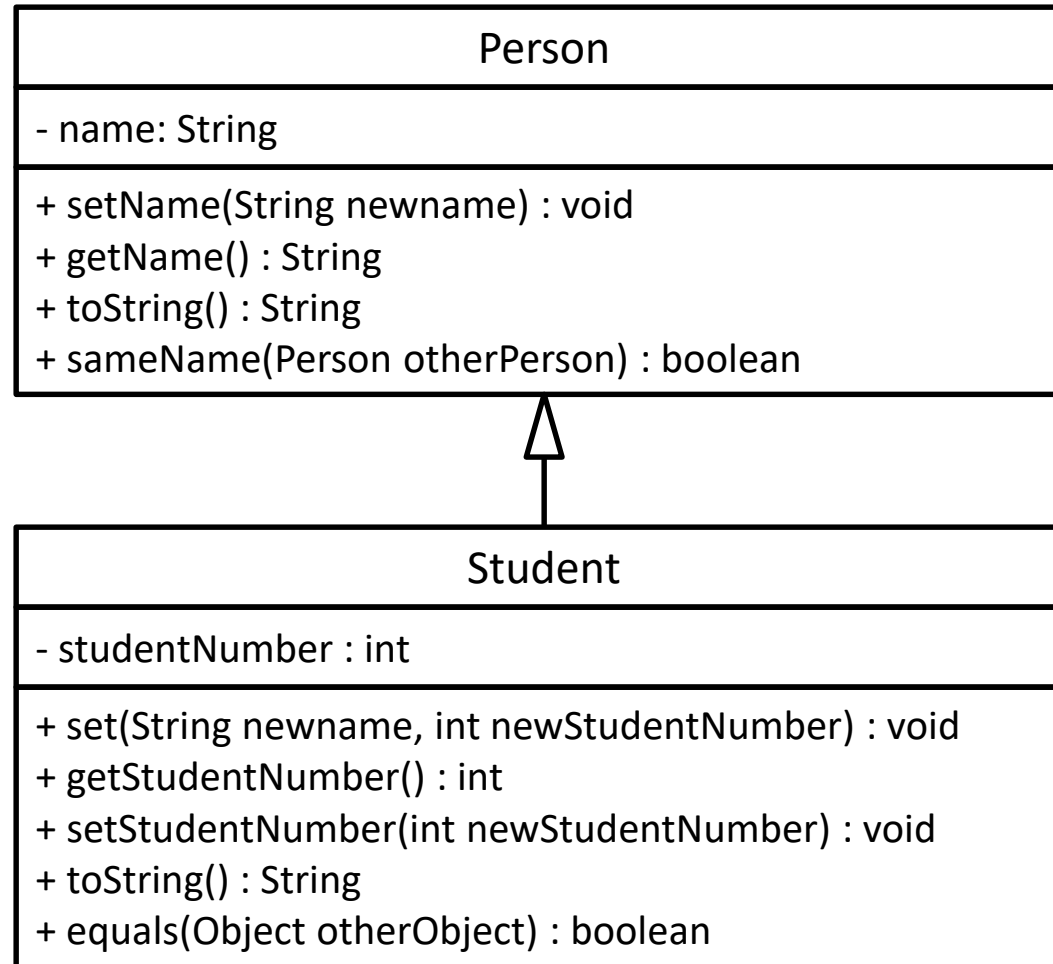 Person
- name: String
+ setName(String newname) : void
+ getName() : String
+ toString() : String
+ sameName(Person otherPerson) : boolean
Student
- studentNumber : int
+ set(String newname, int newStudentNumber) : void
+ getStudentNumber() : int
+ setStudentNumber(int newStudentNumber) : void
+ toString() : String
+ equals(Object otherObject) : boolean